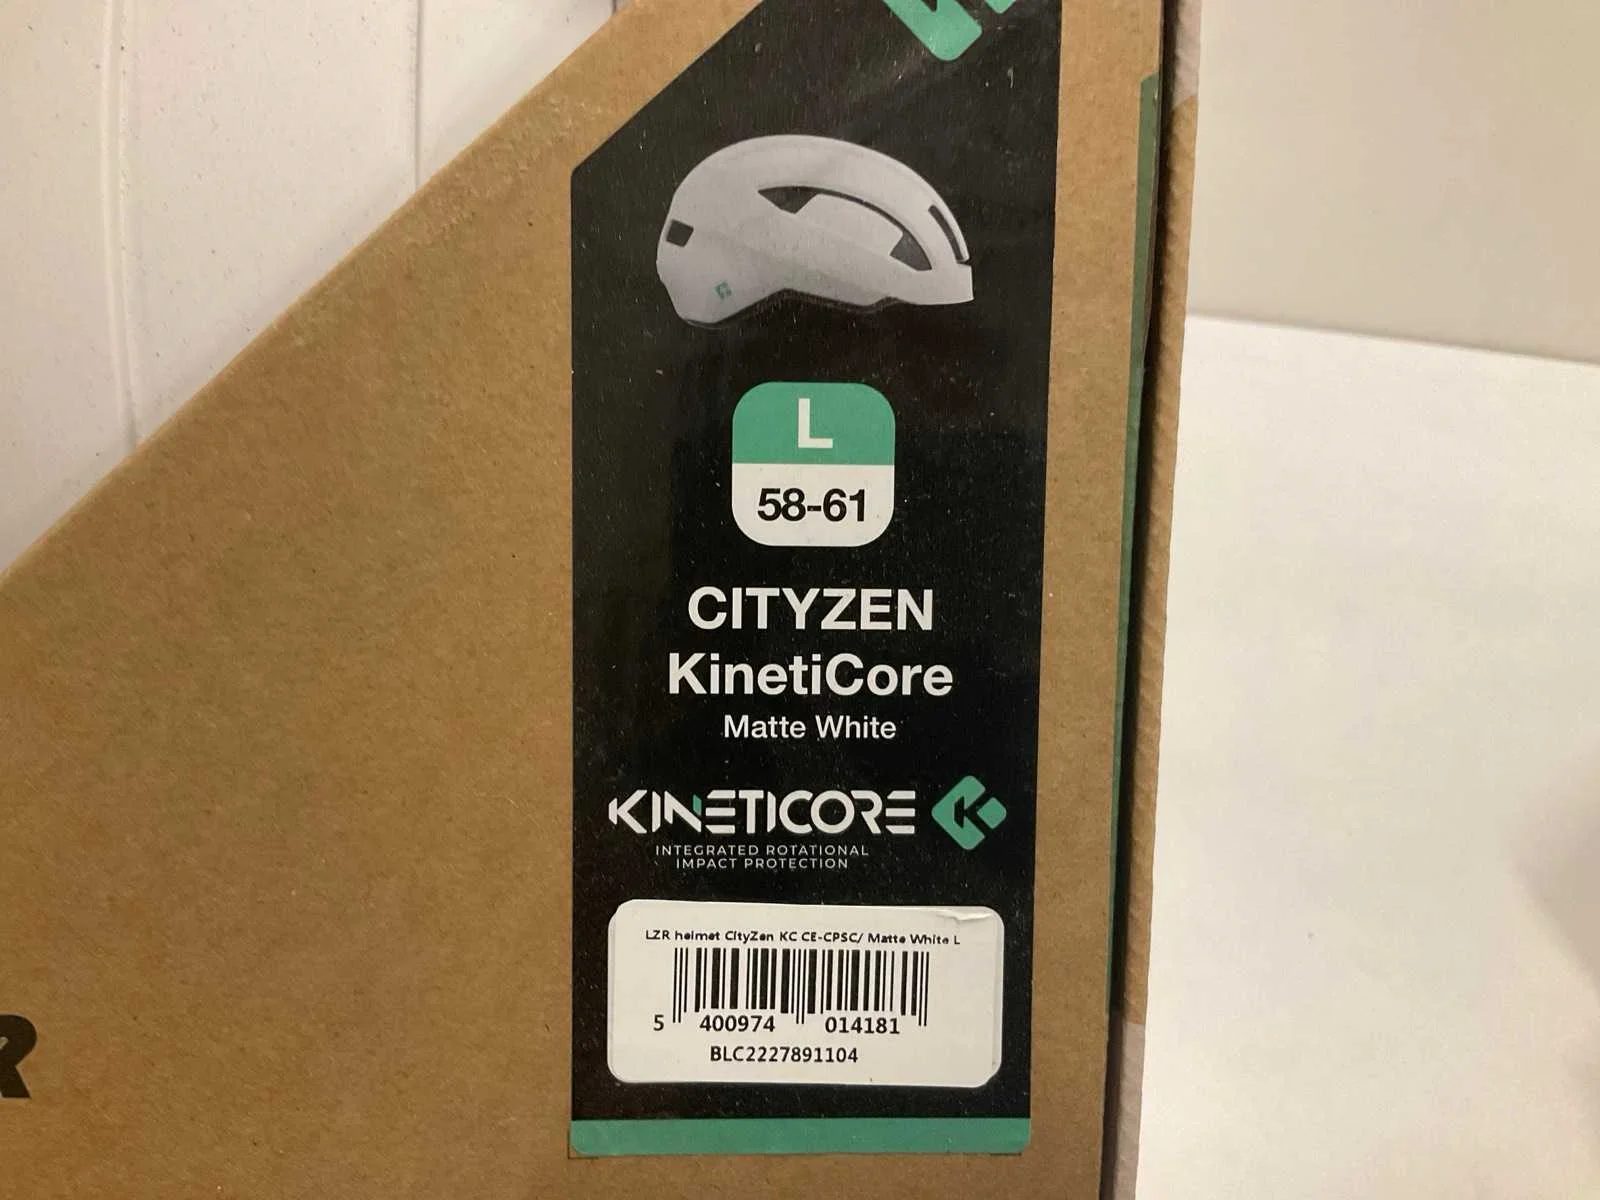 L
58-61
CITYZEN
KinetiCore
Matte White
KINETICORE
INTEGRATED ROTATIONAL
IMPACT PROTECTION
LZR helmet CityZen KC CE-CPSC/ Matte White L
5 400974 014181
BLC2227891104
R